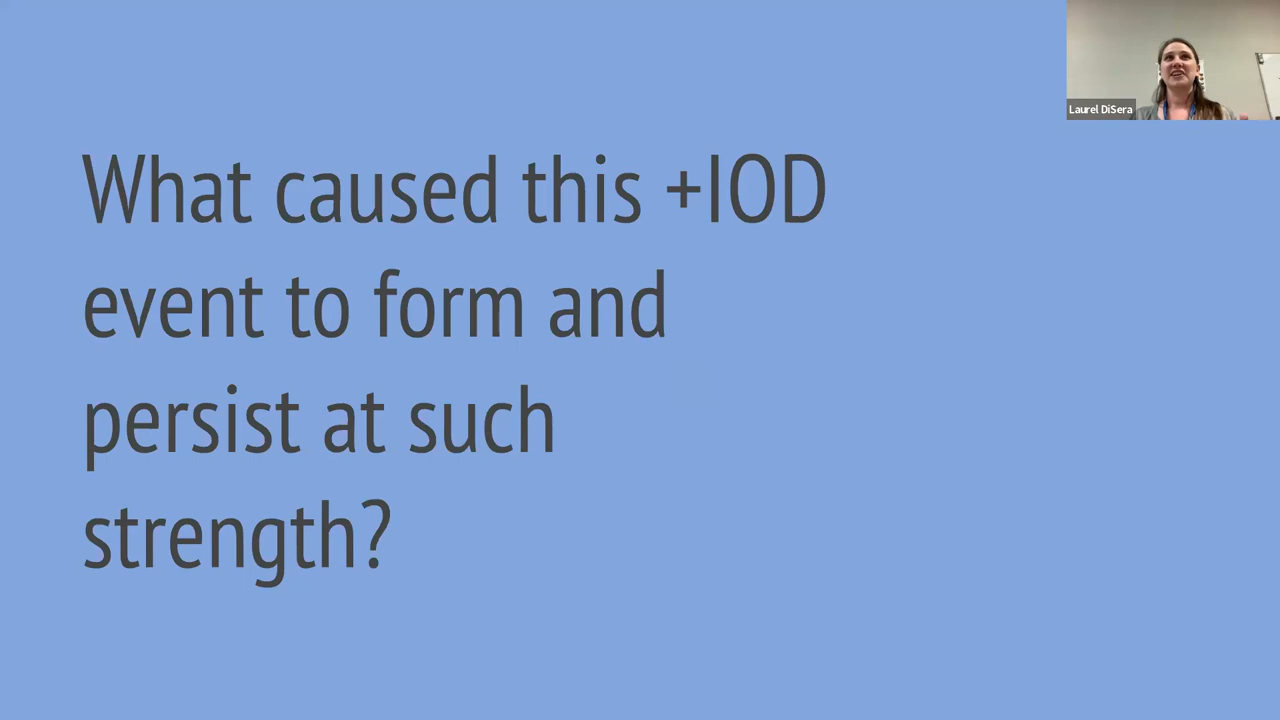 Laurel DiSera
What caused this +IOD
event to form and
persist at such
strength?